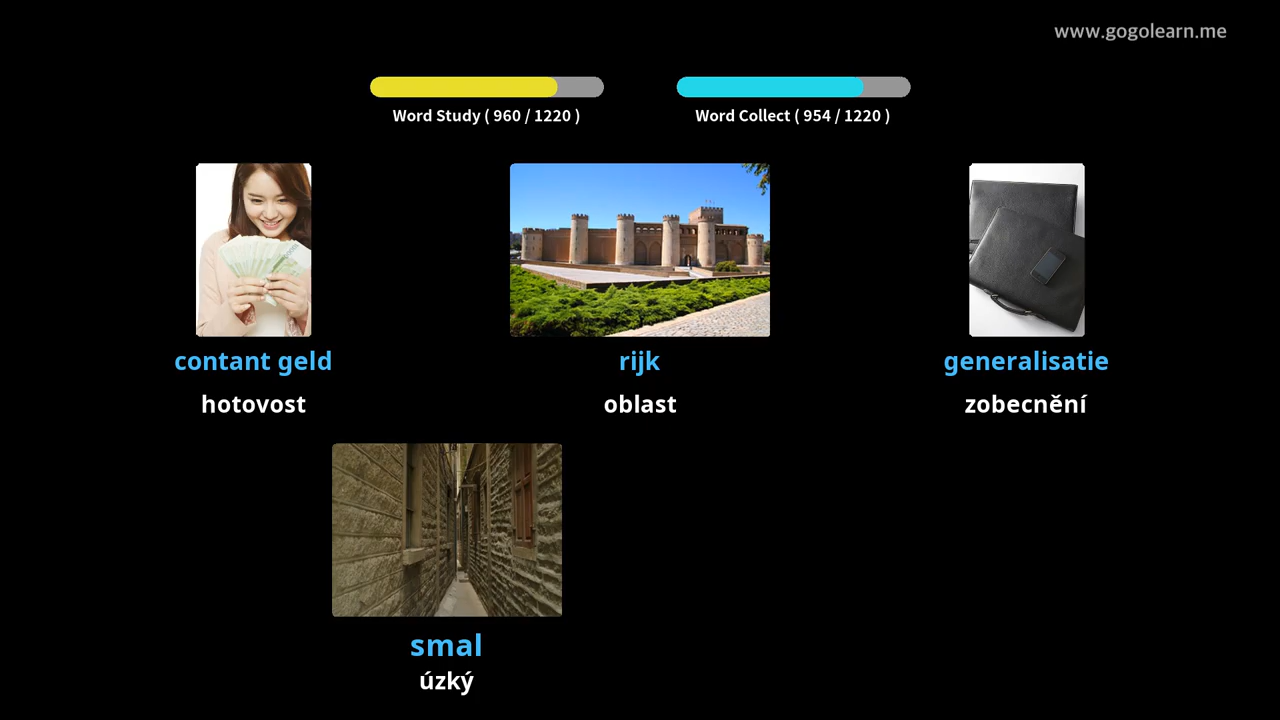 www.gogolearn.me
Word Study ( 960 / 1220 )
Word Collect ( 954 / 1220 )
contant geld
rijk
generalisatie
hotovost
oblast
zobecnění
smal
úzký